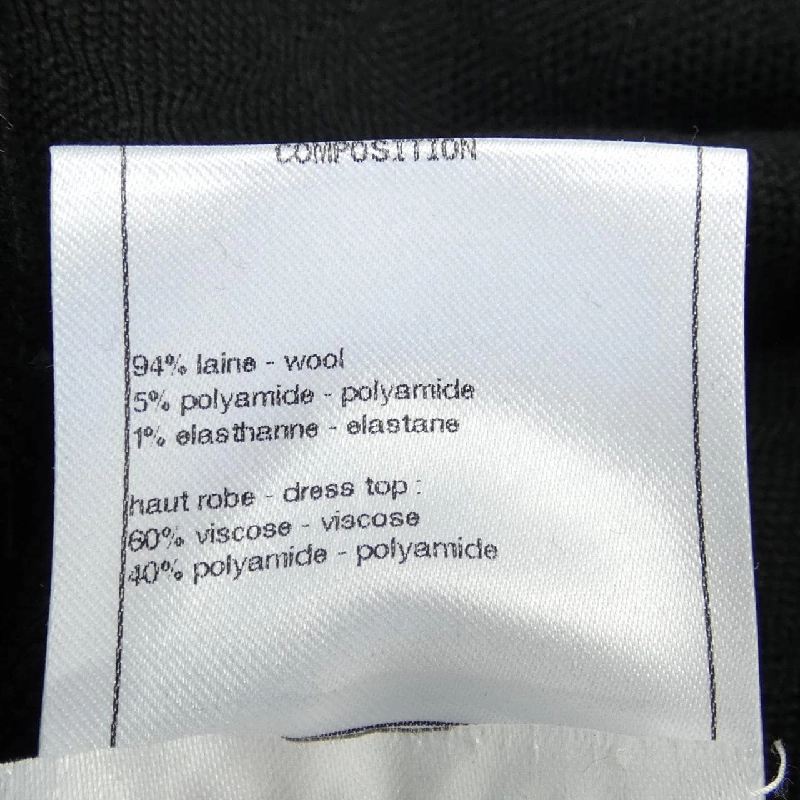 COMPOSITION
94% laine - wool
5% polyamide - polyamide
1% elasthanne - elastane
haut robe - dress top :
60% viscose - viscose
40% polyamide - polyamide